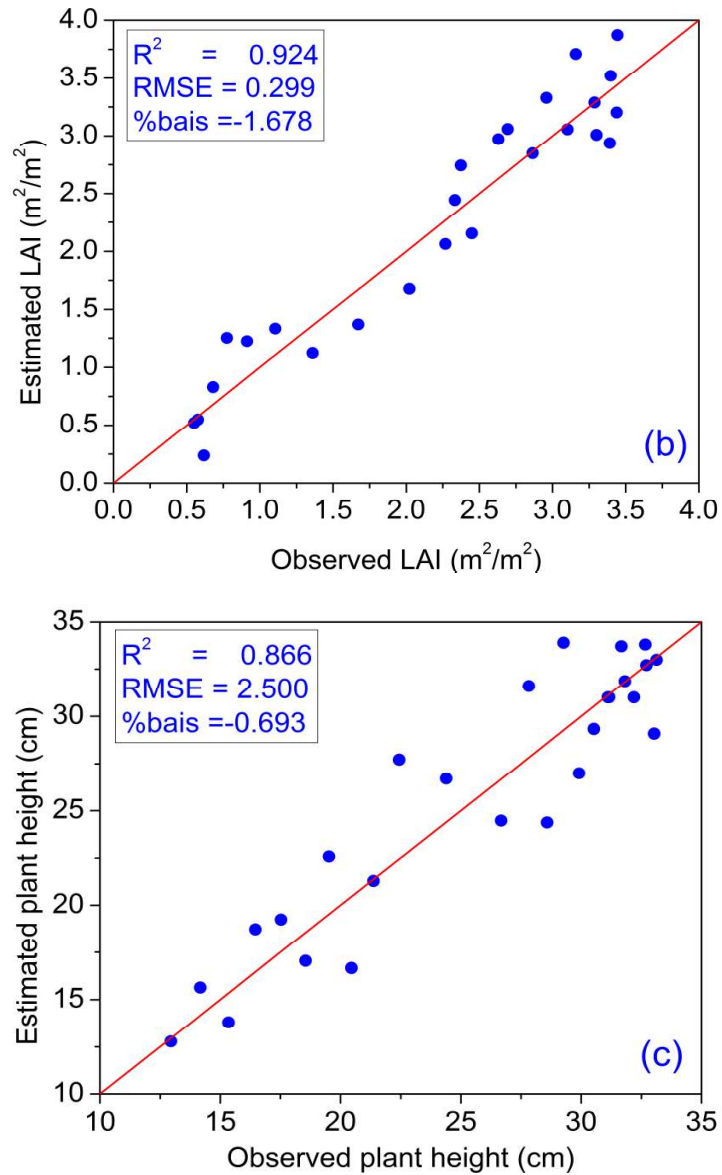 4.0
3.5
3.0
2.5
2.0
1.5
1.0
0.5
0.0
R² = 0.924
RMSE = 0.299
%bais =-1.678
Estimated LAI (m²/m²)
(b)
0.0 0.5 1.0 1.5 2.0 2.5 3.0 3.5 4.0
Observed LAI (m²/m²)
35
30
25
20
15
10
R² = 0.866
RMSE = 2.500
%bais =-0.693
Estimated plant height (cm)
(c)
10 15 20 25 30 35
Observed plant height (cm)